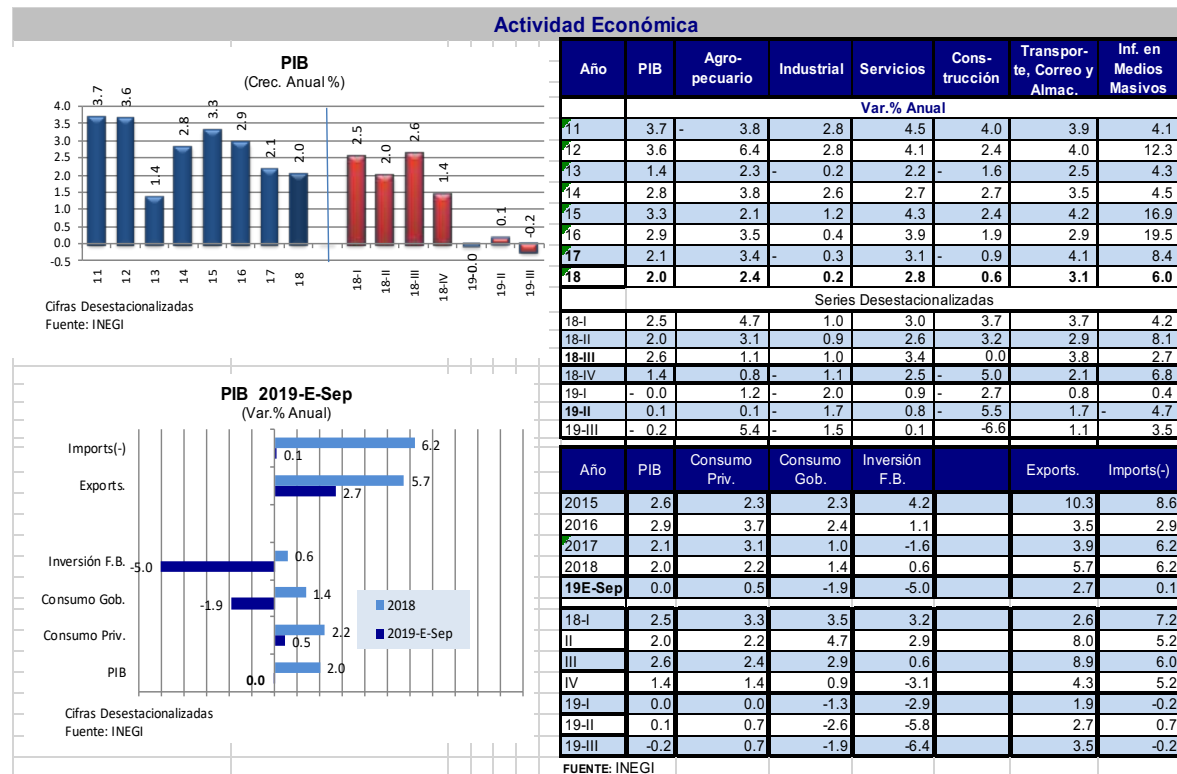 Actividad Económica
PIB
(Crec. Anual %)
4.0
3.5
3.0
2.5
2.0
1.5
1.0
0.5
0.0
-0.5
3.7
3.6
1.4
2.8
3.3
2.9
2.1
2.0
2.5
2.0
2.6
1.4
-0.0
0.1
-0.2
11
12
13
14
15
16
17
18
18-I
18-II
18-III
18-IV
19-I
19-II
19-III
Cifras Desestacionalizadas
Fuente: INEGI
PIB 2019-E-Sep
(Var.% Anual)
Imports(-) 6.2
0.1
Exports. 5.7
2.7
Inversión F.B. 0.6
-5.0
Consumo Gob. 1.4
-1.9
Consumo Priv. 2.2
0.5
PIB 2.0
0.0
2018
2019-E-Sep
Cifras Desestacionalizadas
Fuente: INEGI
Año PIB Agro-pecuario Industrial Servicios Cons-trucción Transpor-te, Correo y Almac. Inf. en Medios Masivos
Var.% Anual
11 3.7 - 3.8 2.8 4.5 4.0 3.9 4.1
12 3.6 6.4 2.8 4.1 2.4 4.0 12.3
13 1.4 2.3 - 0.2 2.2 - 1.6 2.5 4.3
14 2.8 3.8 2.6 2.7 2.7 3.5 4.5
15 3.3 2.1 1.2 4.3 2.4 4.2 16.9
16 2.9 3.5 0.4 3.9 1.9 2.9 19.5
17 2.1 3.4 - 0.3 3.1 - 0.9 4.1 8.4
18 2.0 2.4 0.2 2.8 0.6 3.1 6.0
Series Desestacionalizadas
18-I 2.5 4.7 1.0 3.0 3.7 3.7 4.2
18-II 2.0 3.1 0.9 2.6 3.2 2.9 8.1
18-III 2.6 1.1 1.0 3.4 0.0 3.8 2.7
18-IV 1.4 0.8 - 1.1 2.5 - 5.0 2.1 6.8
19-I - 0.0 1.2 - 2.0 0.9 - 2.7 0.8 0.4
19-II 0.1 0.1 - 1.7 0.8 - 5.5 1.7 - 4.7
19-III - 0.2 5.4 - 1.5 0.1 -6.6 1.1 3.5
Año PIB Consumo Priv. Consumo Gob. Inversión F.B. Exports. Imports(-)
2015 2.6 2.3 2.3 4.2 10.3 8.6
2016 2.9 3.7 2.4 1.1 3.5 2.9
2017 2.1 3.1 1.0 -1.6 3.9 6.2
2018 2.0 2.2 1.4 0.6 5.7 6.2
19E-Sep 0.0 0.5 -1.9 -5.0 2.7 0.1
18-I 2.5 3.3 3.5 3.2 2.6 7.2
II 2.0 2.2 4.7 2.9 8.0 5.2
III 2.6 2.4 2.9 0.6 8.9 6.0
IV 1.4 1.4 0.9 -3.1 4.3 5.2
19-I 0.0 0.0 -1.3 -2.9 1.9 -0.2
19-II 0.1 0.7 -2.6 -5.8 2.7 0.7
19-III -0.2 0.7 -1.9 -6.4 3.5 -0.2
FUENTE: INEGI